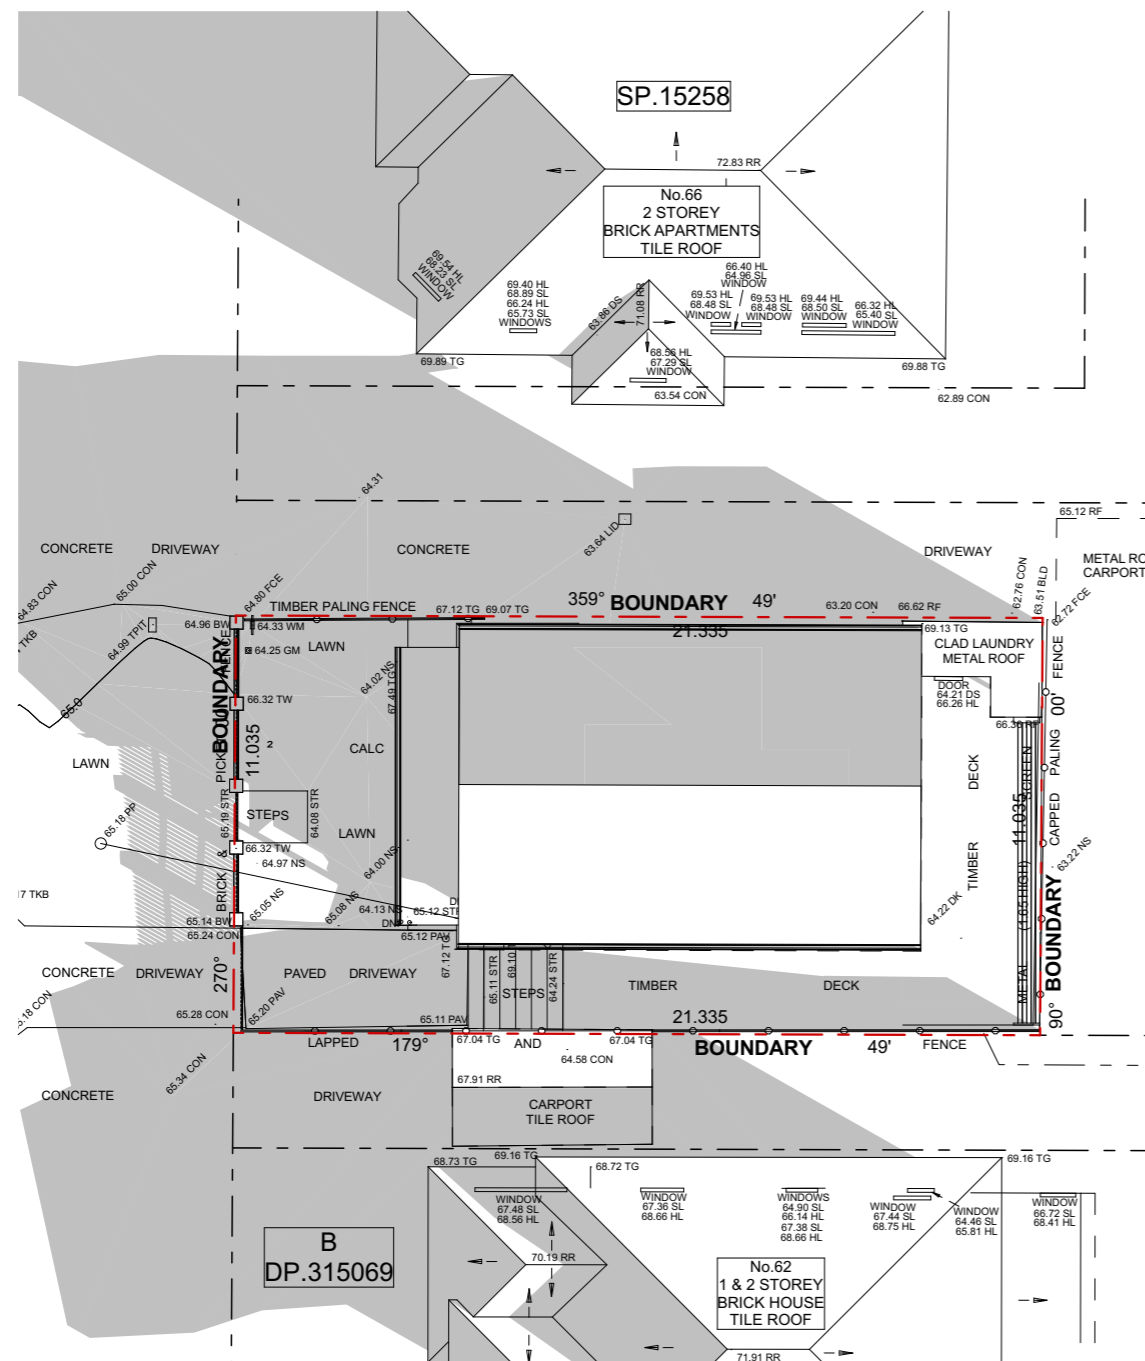 SP.15258
72.83 RR
No.66
2 STOREY
BRICK APARTMENTS
TILE ROOF
69.54 HL
68.23 SL
WINDOW
69.40 HL
68.89 SL
66.24 HL
65.73 SL
WINDOWS
63.86 DS
71.08 RR
66.40 HL
64.96 SL
WINDOW
69.53 HL
68.48 SL
WINDOW
69.53 HL
68.48 SL
WINDOW
69.44 HL
68.50 SL
WINDOW
66.32 HL
65.40 SL
WINDOW
68.56 HL
67.29 SL
WINDOW
69.89 TG
69.88 TG
63.54 CON
62.89 CON
64.31
63.64 LID
65.12 RF
CONCRETE DRIVEWAY
CONCRETE
DRIVEWAY
METAL RO
CARPORT
64.83 CON
65.00 CON
64.80 FCE
62.76 CON
63.51 BLD
62.72 FCE
TIMBER PALING FENCE
67.12 TG
69.07 TG
359° BOUNDARY 49'
63.20 CON
66.62 RF
21.335
69.13 TG
TKB
64.99 TPIT
64.96 BW
64.33 WM
64.25 GM
LAWN
CLAD LAUNDRY
METAL ROOF
FENCE
BOUNDARY
64.02 NS
67.49 TG
DOOR
64.21 DS
66.26 HL
65.0
66.32 TW
00'
11.035
2
CALC
LAWN
PICKET
PALING
SCREEN
DECK
65.19 STR
STEPS
64.08 STR
LAWN
65.18 PP
66.32 TW
64.97 NS
64.00 NS
11.035
CAPPED
63.22 NS
(1.65 HIGH)
TIMBER
64.22 DK
17 TKB
BRICK &
65.05 NS
65.08 NS
64.13 NS
65.14 BW
65.24 CON
65.12 PAV
67.12 TG
BOUNDARY
CONCRETE DRIVEWAY
270°
PAVED DRIVEWAY
65.11 STR
69.10
64.24 STR
STEPS
TIMBER
DECK
METAL
90°
65.20 PAV
65.28 CON
65.11 PAV
21.335
LAPPED
179°
67.04 TG
AND
67.04 TG
BOUNDARY
49'
FENCE
64.58 CON
65.34 CON
67.91 RR
CONCRETE
DRIVEWAY
CARPORT
TILE ROOF
68.73 TG
69.16 TG
68.72 TG
69.16 TG
WINDOW
67.48 SL
68.56 HL
WINDOW
67.36 SL
68.66 HL
WINDOWS
64.90 SL
66.14 HL
67.38 SL
68.66 HL
WINDOW
67.44 SL
68.75 HL
WINDOW
64.46 SL
65.81 HL
WINDOW
66.72 SL
68.41 HL
B
DP.315069
70.19 RR
No.62
1 & 2 STOREY
BRICK HOUSE
TILE ROOF
71.91 RR